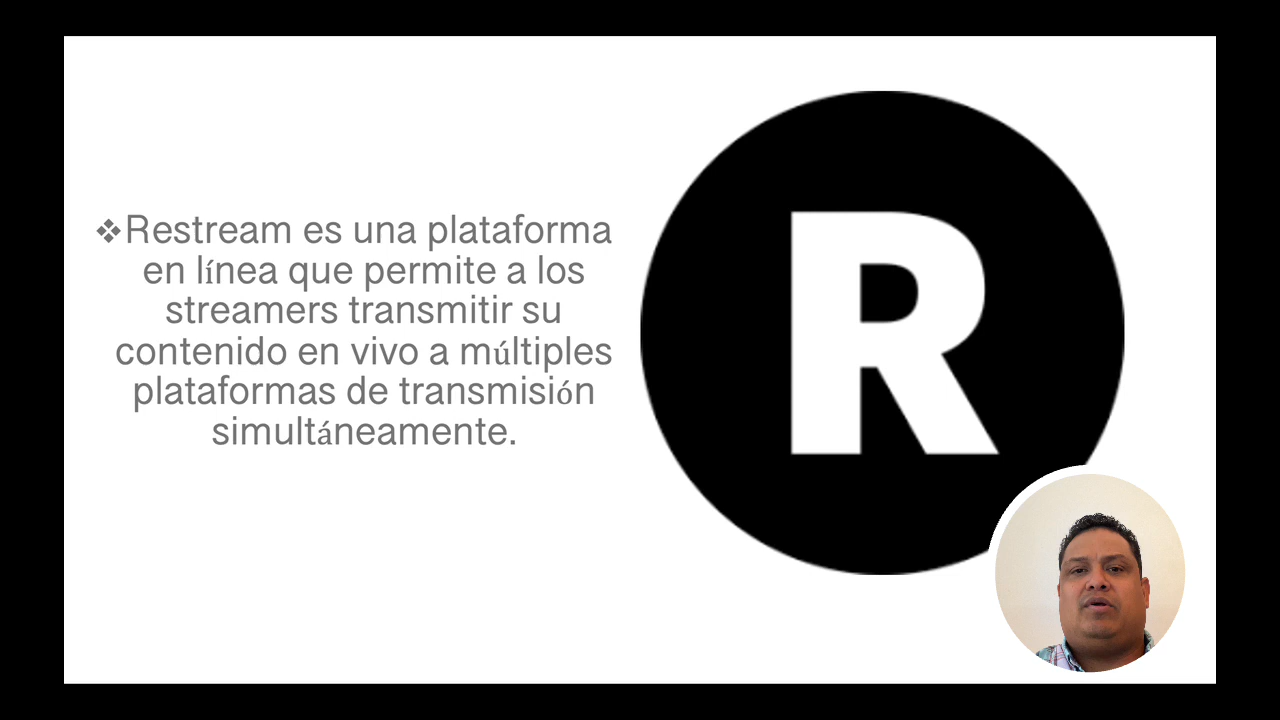 ❖Restream es una plataforma
en línea que permite a los
streamers transmitir su
contenido en vivo a múltiples
plataformas de transmisión
simultáneamente.
R